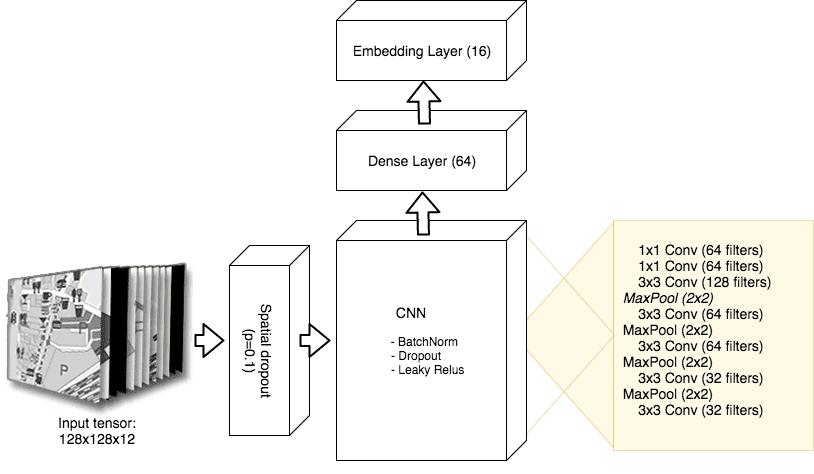 Embedding Layer (16)
Dense Layer (64)
CNN
- BatchNorm
- Dropout
- Leaky Relus
Spatial dropout
(p=0.1)
P
Input tensor:
128x128x12
1x1 Conv (64 filters)
1x1 Conv (64 filters)
3x3 Conv (128 filters)
MaxPool (2x2)
3x3 Conv (64 filters)
MaxPool (2x2)
3x3 Conv (64 filters)
MaxPool (2x2)
3x3 Conv (32 filters)
MaxPool (2x2)
3x3 Conv (32 filters)